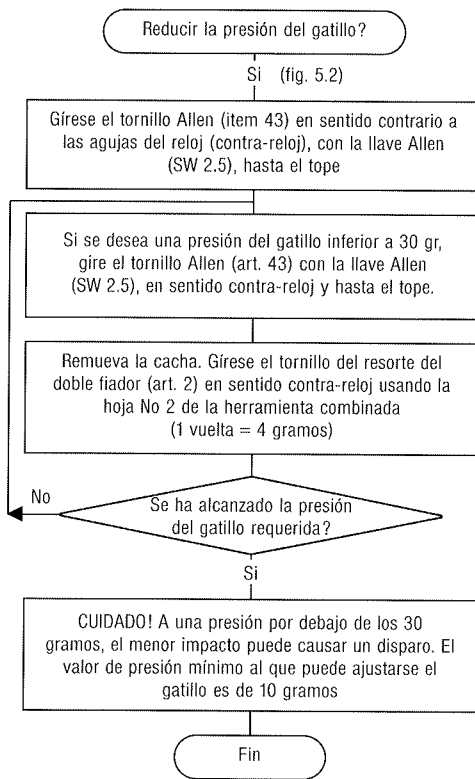 Reducir la presión del gatillo?
Si (fig. 5.2)
Gírese el tornillo Allen (item 43) en sentido contrario a
las agujas del reloj (contra-reloj), con la llave Allen
(SW 2.5), hasta el tope
Si se desea una presión del gatillo inferior a 30 gr,
gire el tornillo Allen (art. 43) con la llave Allen
(SW 2.5), en sentido contra-reloj y hasta el tope.
Remueva la cacha. Gírese el tornillo del resorte del
doble fiador (art. 2) en sentido contra-reloj usando la
hoja No 2 de la herramienta combinada
(1 vuelta = 4 gramos)
No
Se ha alcanzado la presión
del gatillo requerida?
Si
CUIDADO! A una presión por debajo de los 30
gramos, el menor impacto puede causar un disparo. El
valor de presión mínimo al que puede ajustarse el
gatillo es de 10 gramos
Fin